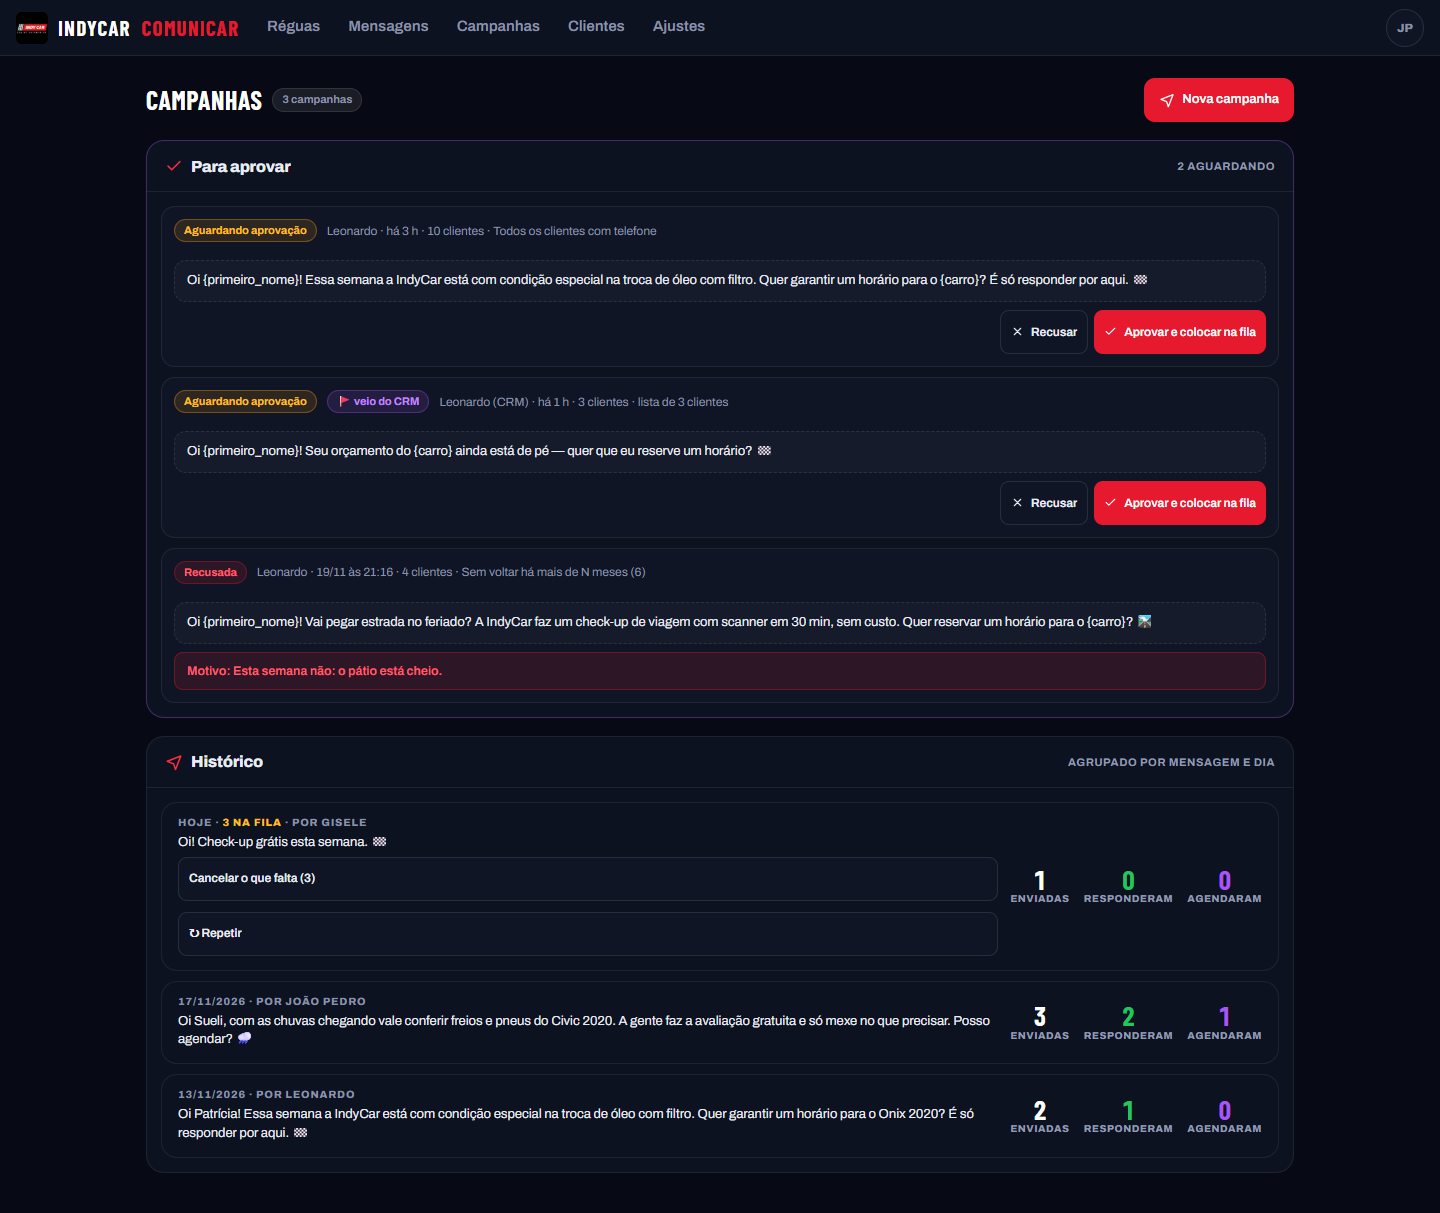 INDYCAR COMUNICAR
Réguas
Mensagens
Campanhas
Clientes
Ajustes
JP
CAMPANHAS
3 campanhas
Nova campanha
Para aprovar
2 AGUARDANDO
Aguardando aprovação
Leonardo · há 3 h · 10 clientes · Todos os clientes com telefone
Oi {primeiro_nome}! Essa semana a IndyCar está com condição especial na troca de óleo com filtro. Quer garantir um horário para o {carro}? É só responder por aqui. 🏁
Recusar
Aprovar e colocar na fila
Aguardando aprovação
🚩 veio do CRM
Leonardo (CRM) · há 1 h · 3 clientes · lista de 3 clientes
Oi {primeiro_nome}! Seu orçamento do {carro} ainda está de pé — quer que eu reserve um horário? 🏁
Recusar
Aprovar e colocar na fila
Recusada
Leonardo · 19/11 às 21:16 · 4 clientes · Sem voltar há mais de N meses (6)
Oi {primeiro_nome}! Vai pegar estrada no feriado? A IndyCar faz um check-up de viagem com scanner em 30 min, sem custo. Quer reservar um horário para o {carro}? 🛣️
Motivo: Esta semana não: o pátio está cheio.
Histórico
AGRUPADO POR MENSAGEM E DIA
HOJE · 3 NA FILA · POR GISELE
Oi! Check-up grátis esta semana. 🏁
Cancelar o que falta (3)
↻ Repetir
1
ENVIADAS
0
RESPONDERAM
0
AGENDARAM
17/11/2026 · POR JOÃO PEDRO
Oi Sueli, com as chuvas chegando vale conferir freios e pneus do Civic 2020. A gente faz a avaliação gratuita e só mexe no que precisar. Posso
agendar? 🌧️
3
ENVIADAS
2
RESPONDERAM
1
AGENDARAM
13/11/2026 · POR LEONARDO
Oi Patrícia! Essa semana a IndyCar está com condição especial na troca de óleo com filtro. Quer garantir um horário para o Onix 2020? É só
responder por aqui. 🏁
2
ENVIADAS
1
RESPONDERAM
0
AGENDARAM